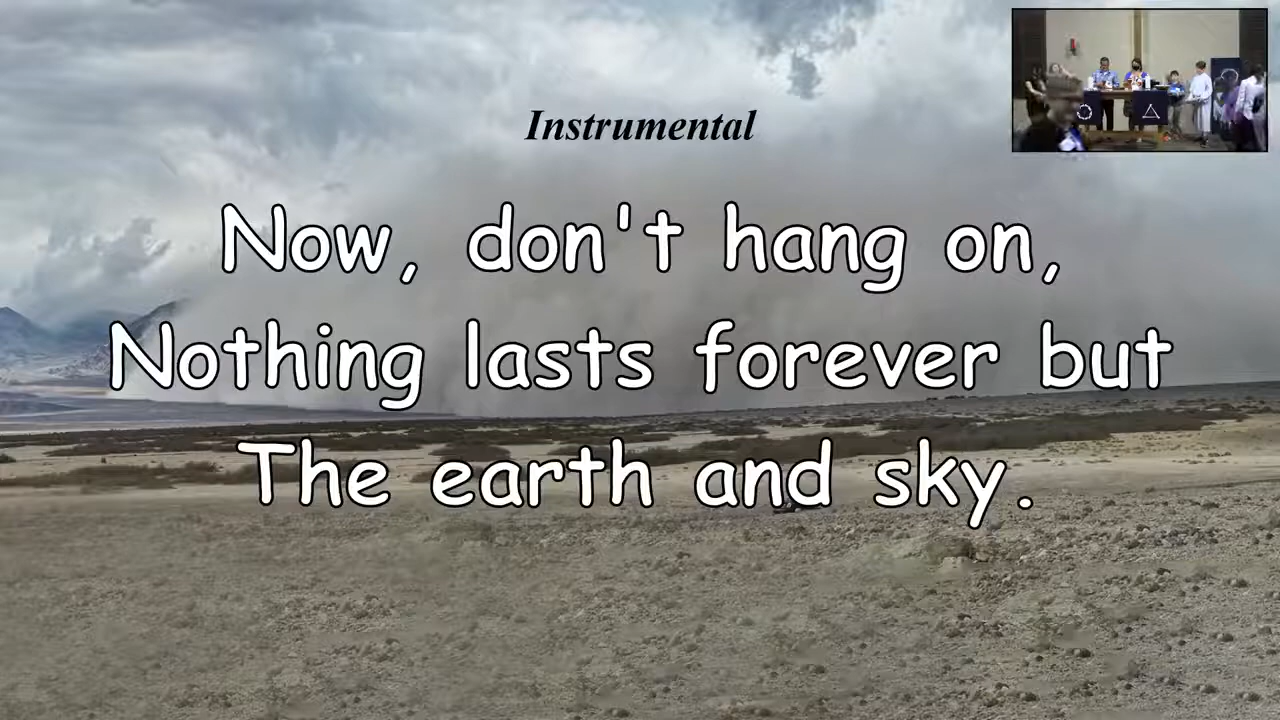 Instrumental
Now, don't hang on,
Nothing lasts forever but
The earth and sky.